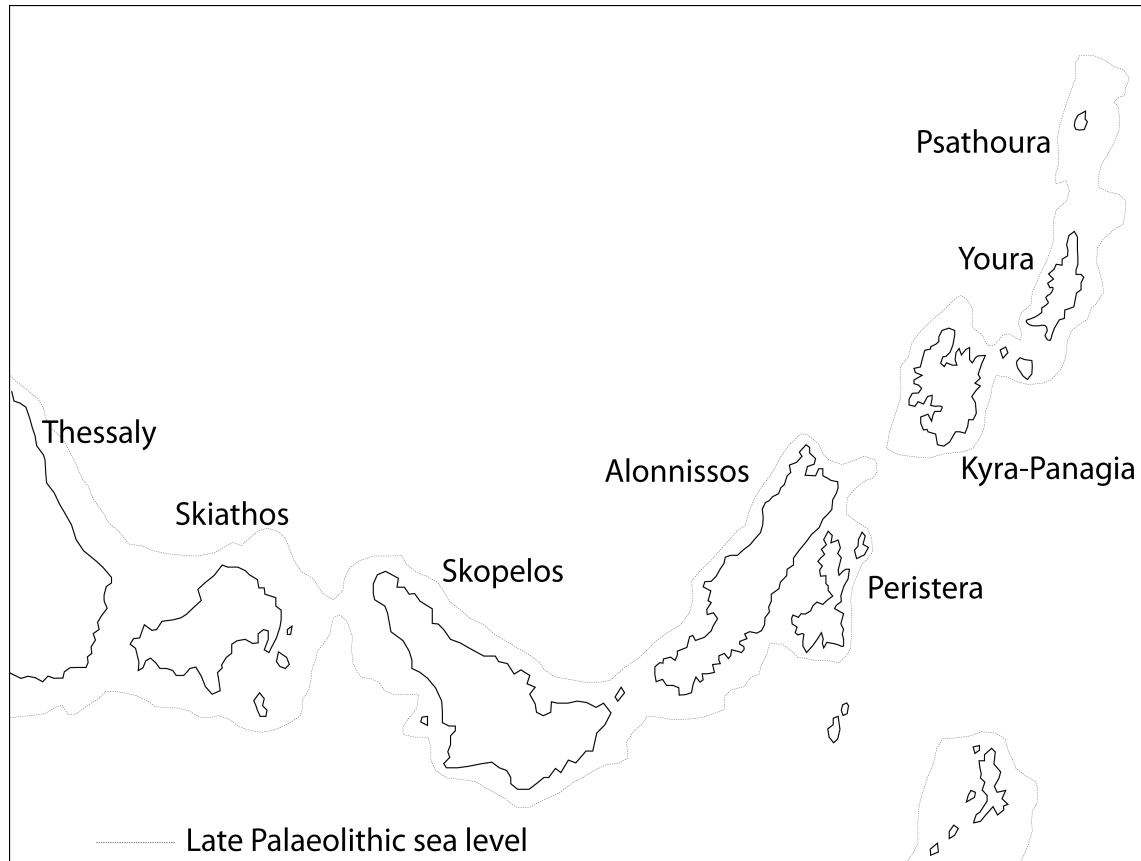 Psathoura
Youra
Thessaly
Alonnissos
Kyra-Panagia
Skiathos
Skopelos
Peristera
Late Palaeolithic sea level